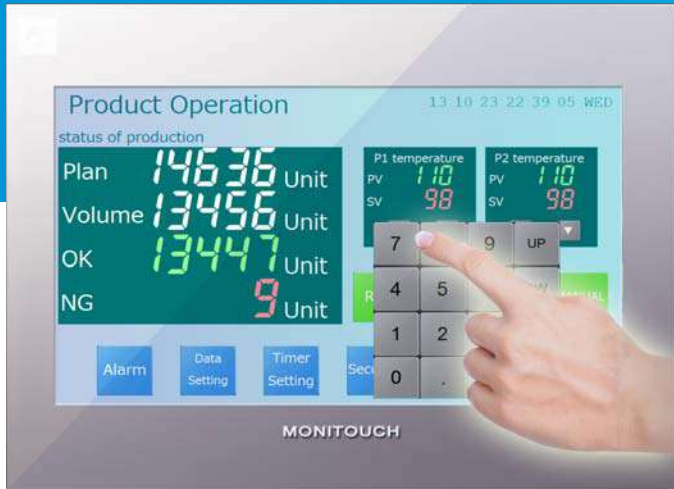 Product Operation
13 10 23 22 39 05 WED
status of production
Plan 14636 Unit
Volume 13456 Unit
OK 13447 Unit
NG 9 Unit
P1 temperature
PV 110
SV 98
P2 temperature
PV 110
SV 98
7 9 UP
4 5
1 2
0 .
Alarm
Data
Setting
Timer
Setting
MONITOUCH